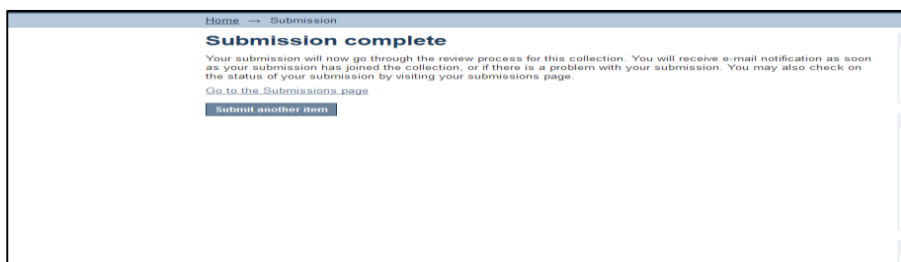 Home → Submission
Submission complete
Your submission will now go through the review process for this collection. You will receive e-mail notification as soon
as your submission has joined the collection, or if there is a problem with your submission. You may also check on
the status of your submission by visiting your submissions page.
Go to the Submissions page
Submit another item